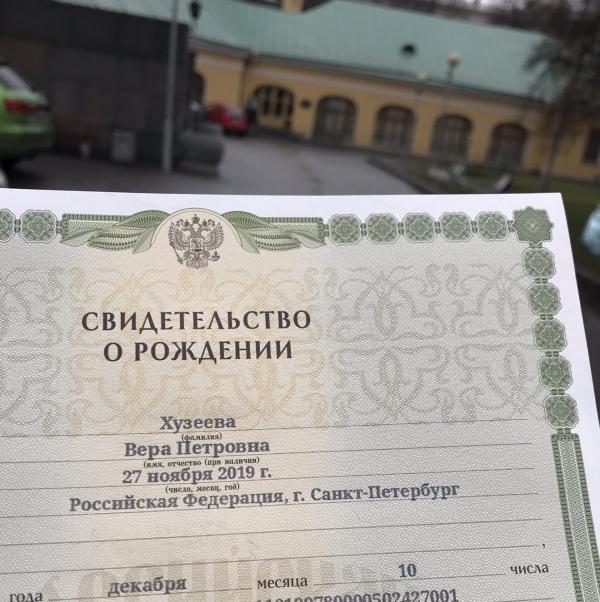 СВИДЕТЕЛЬСТВО
О РОЖДЕНИИ
Хузеева
(фамилия)
Вера Петровна
(имя, отчество (при наличии)
27 ноября 2019 г.
(число, месяц, год)
Российская Федерация, г. Санкт-Петербург
,
года декабря месяца 10 числа